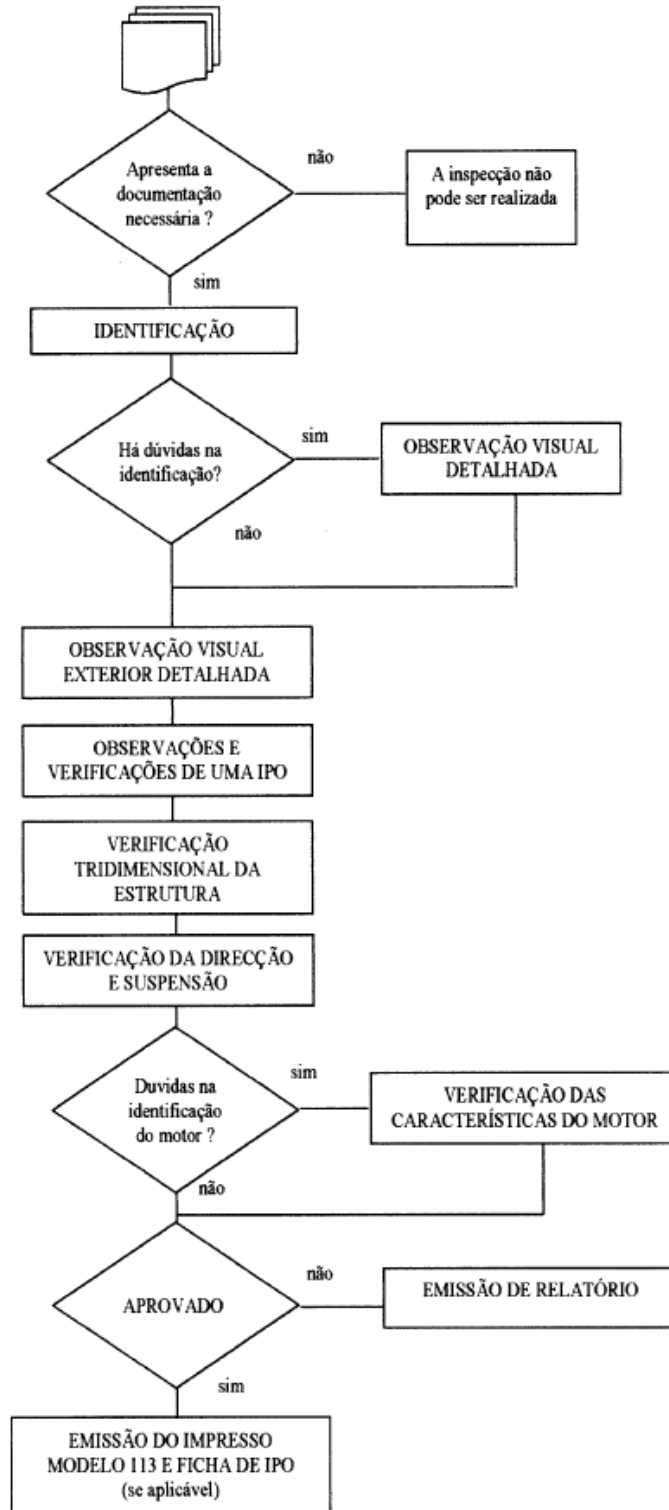 Apresenta a
documentação
necessária ?
não
A inspecção não
pode ser realizada
sim
IDENTIFICAÇÃO
Há dúvidas na
identificação?
sim
OBSERVAÇÃO VISUAL
DETALHADA
não
OBSERVAÇÃO VISUAL
EXTERIOR DETALHADA
OBSERVAÇÕES E
VERIFICAÇÕES DE UMA IPO
VERIFICAÇÃO
TRIDIMENSIONAL DA
ESTRUTURA
VERIFICAÇÃO DA DIRECÇÃO
E SUSPENSÃO
Duvidas na
identificação
do motor ?
sim
VERIFICAÇÃO DAS
CARACTERÍSTICAS DO MOTOR
não
APROVADO
não
EMISSÃO DE RELATÓRIO
sim
EMISSÃO DO IMPRESSO
MODELO 113 E FICHA DE IPO
(se aplicável)